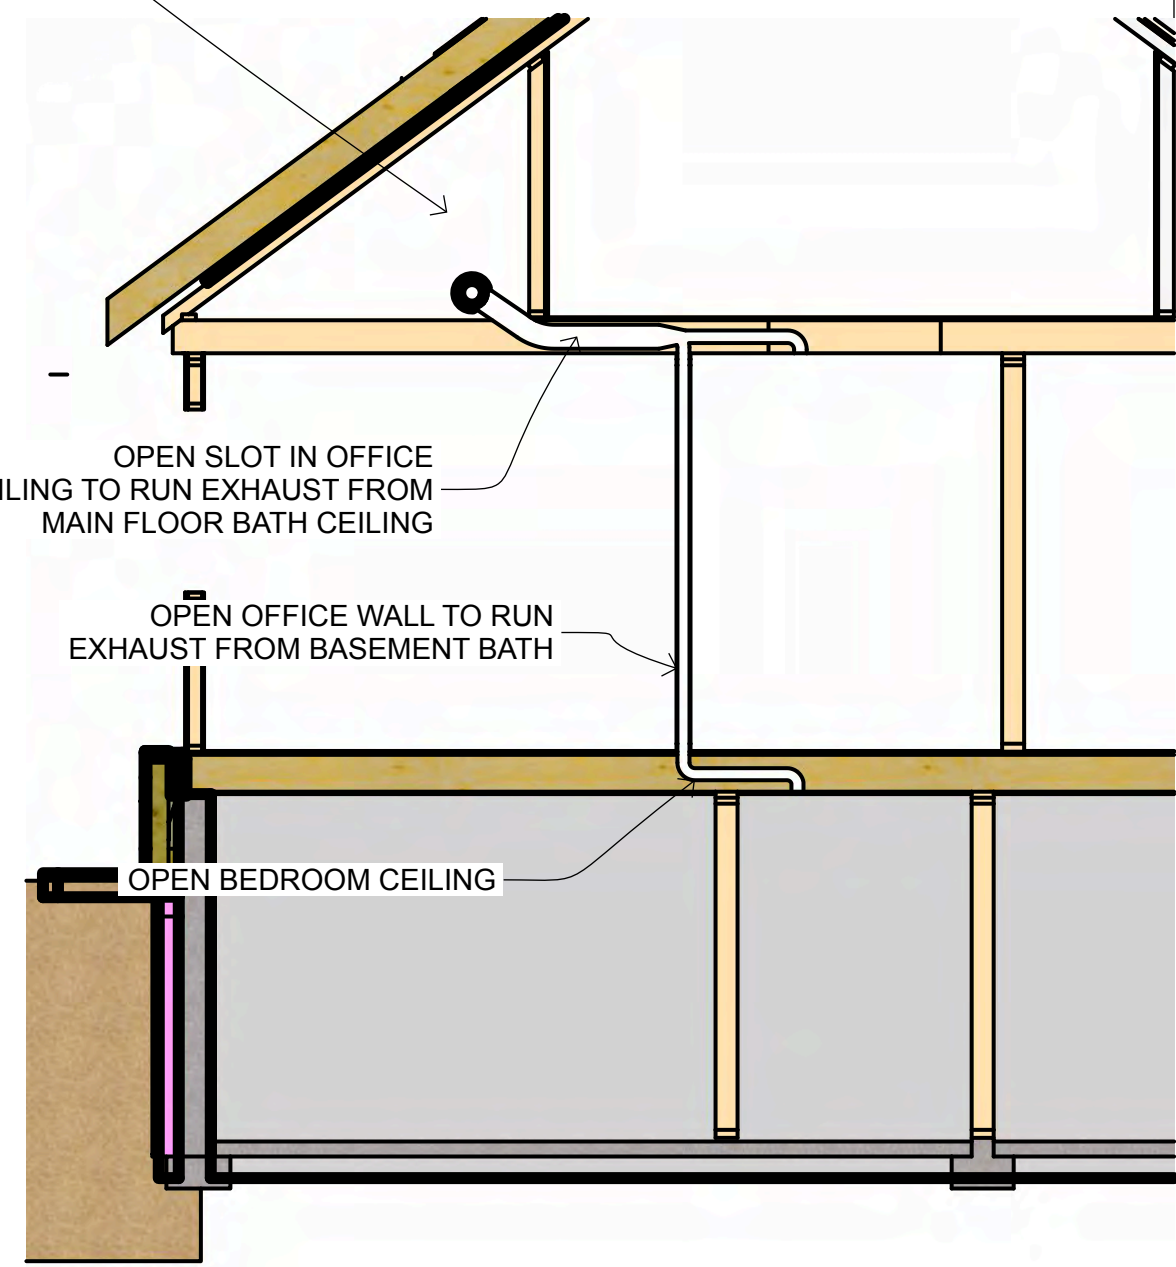 OPEN SLOT IN OFFICE
ILING TO RUN EXHAUST FROM
MAIN FLOOR BATH CEILING
OPEN OFFICE WALL TO RUN
EXHAUST FROM BASEMENT BATH
OPEN BEDROOM CEILING